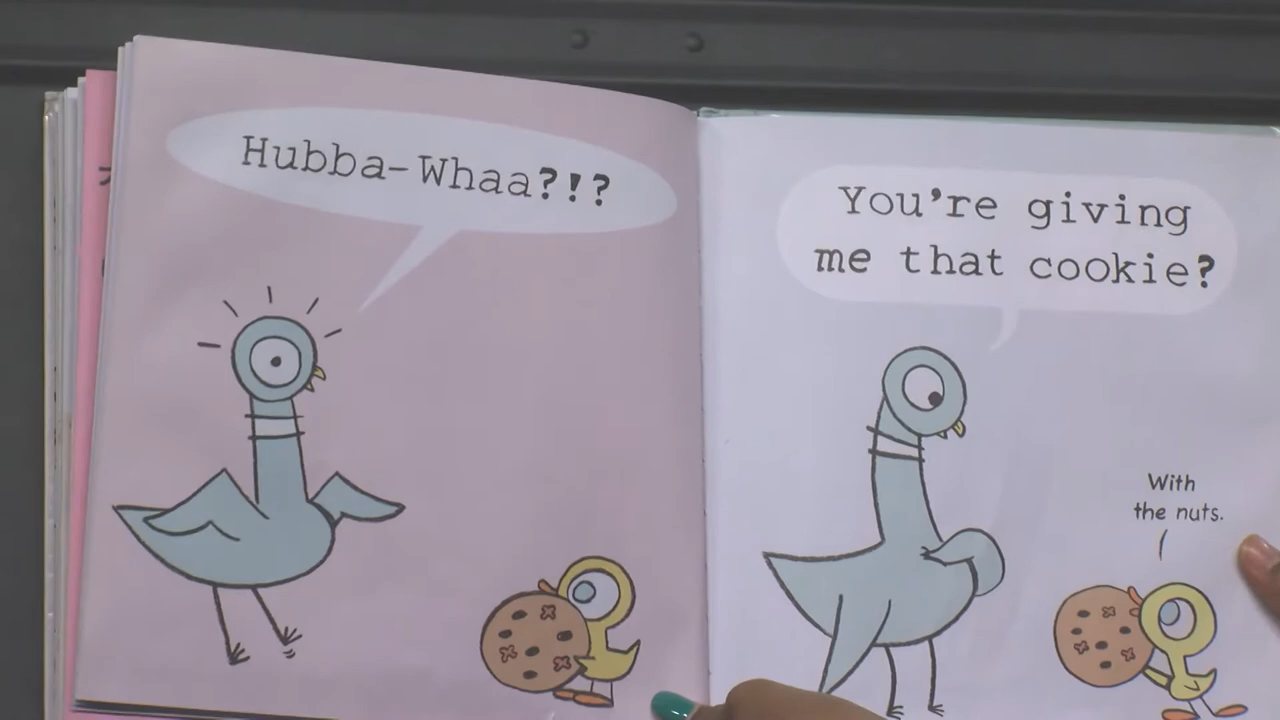 Hubba-Whaa?!?
You're giving
me that cookie?
With
the nuts.